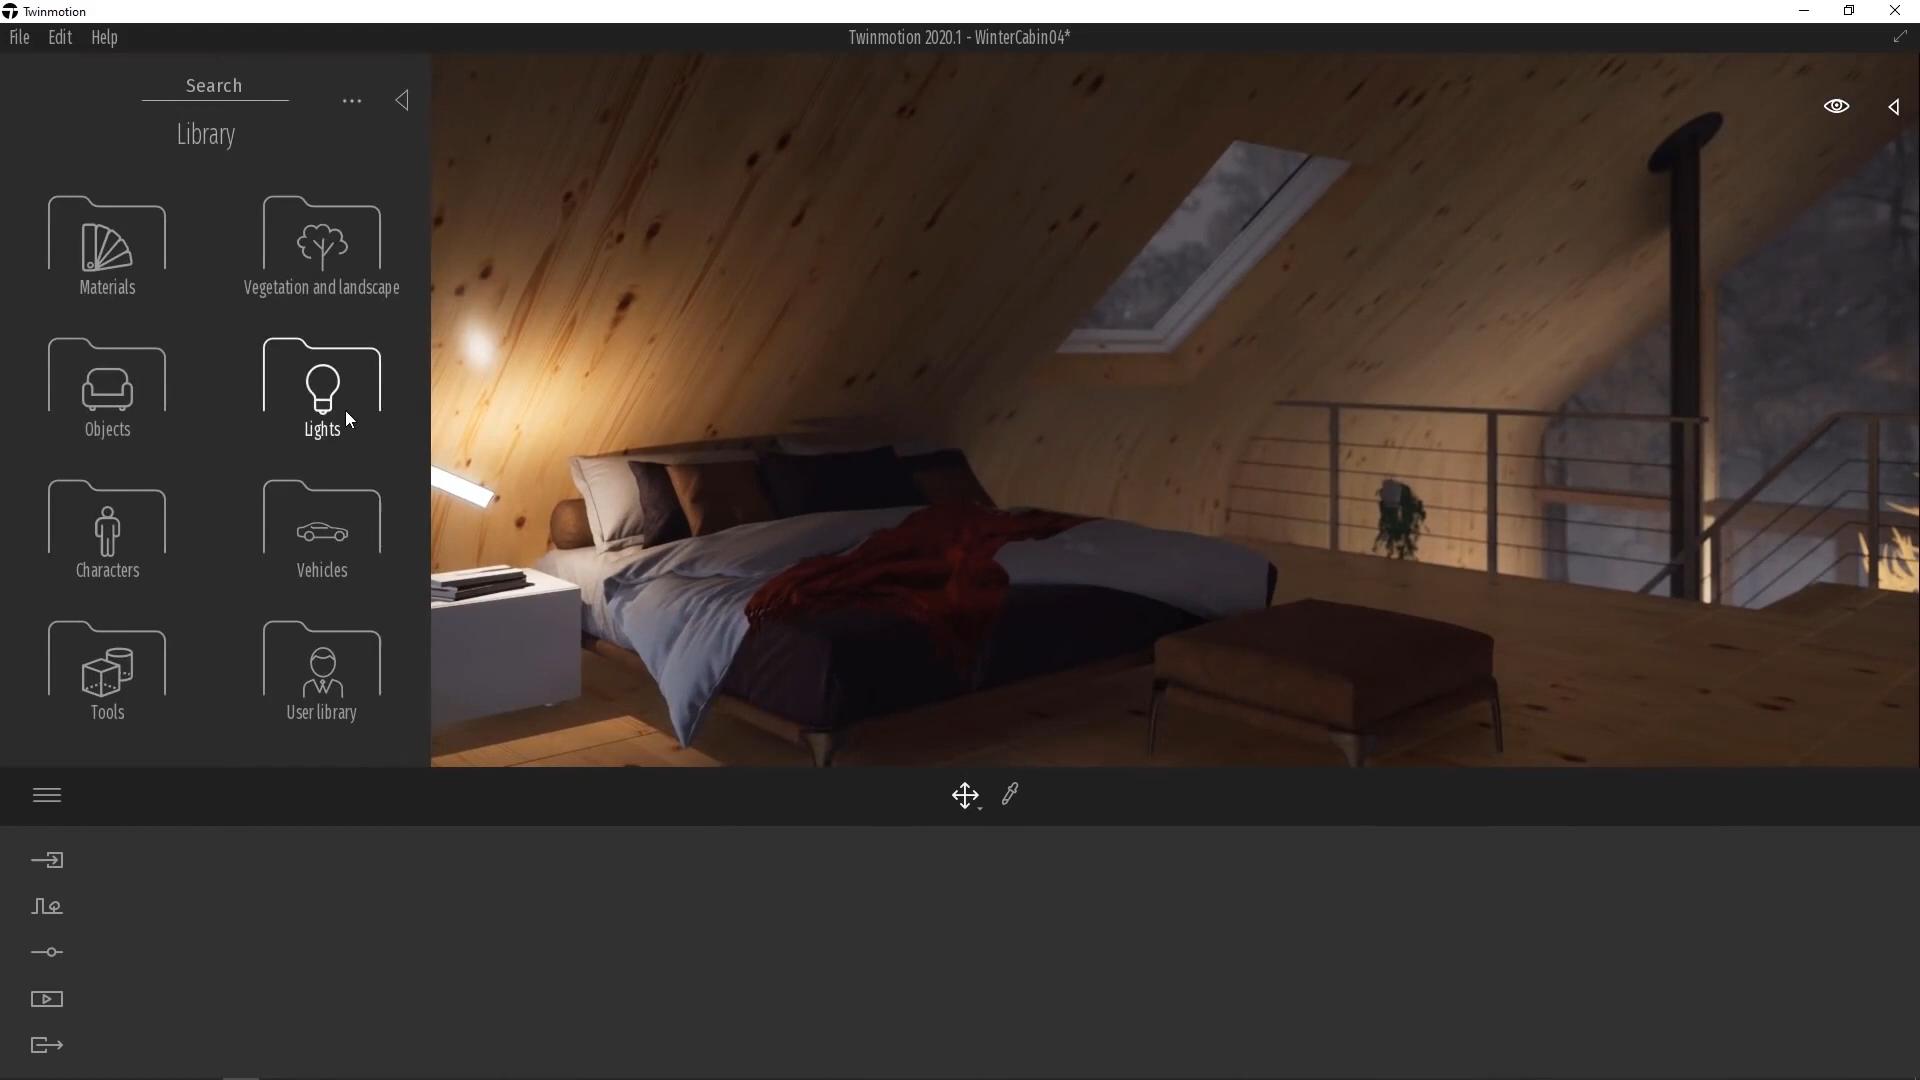 Twinmotion
File Edit Help
Twinmotion 2020.1 - WinterCabin04*
Search
...
Library
Materials
Vegetation and landscape
Objects
Lights
Characters
Vehicles
Tools
User library